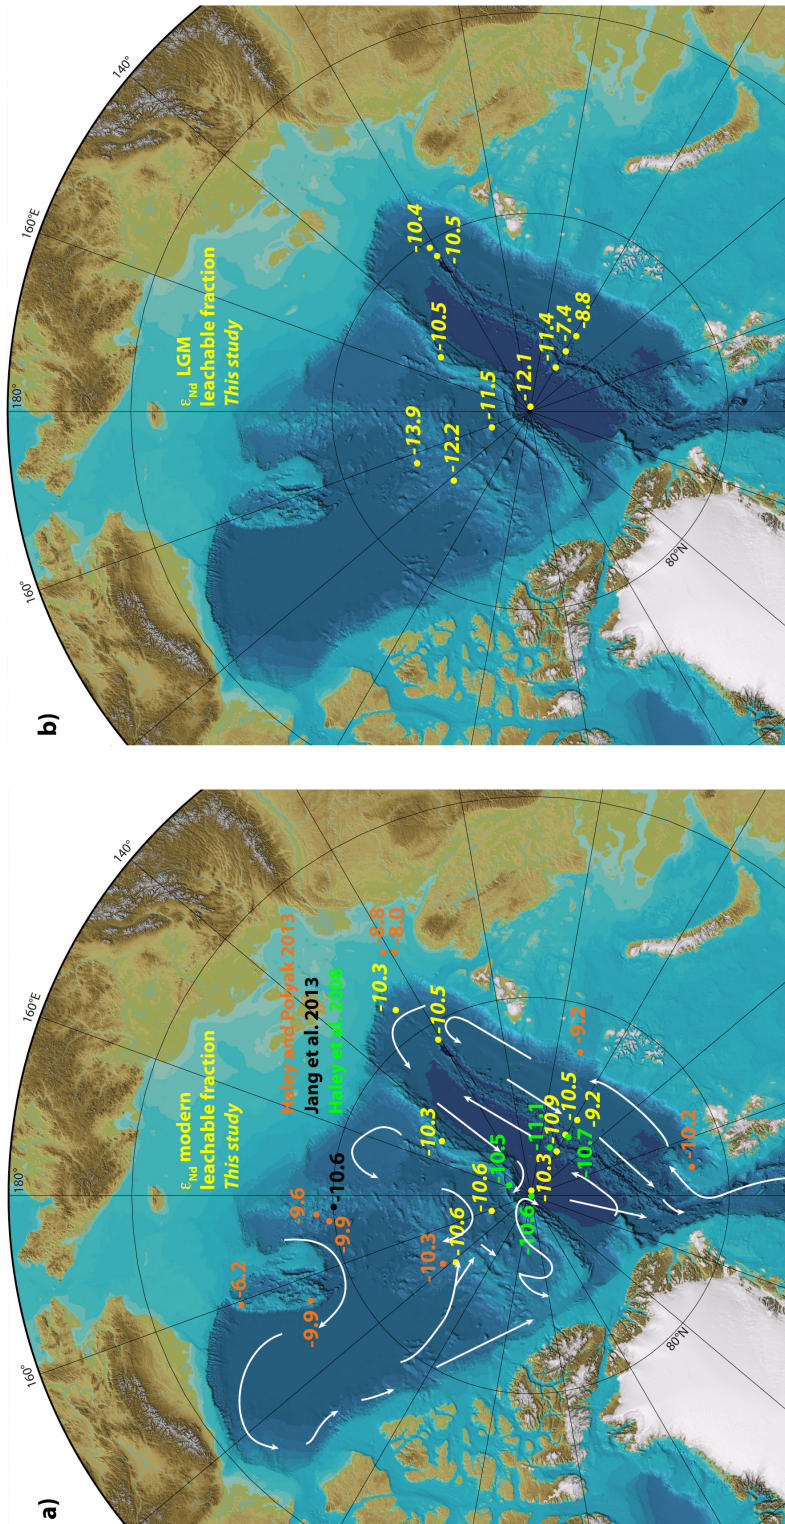 a)
160°
180°
160°E
140°
εNd modern
leachable fraction
This study
Haley and Polyak 2013
Jang et al. 2013
Haley et al. 2008
-6.2
-9.9
-9.6
-9.9
-10.6
-10.3
-8.8
-8.0
-10.3
-10.5
-10.3
-10.6
-10.6
-10.5
-10.6
-10.3
-11.1
-10.9
-10.5
-9.2
-10.7
-9.2
-10.2
80°N
b)
160°
180°
160°E
140°
εNd LGM
leachable fraction
This study
-10.4
-10.5
-10.5
-13.9
-12.2
-11.5
-12.1
-11.4
-7.4
-8.8
80°N